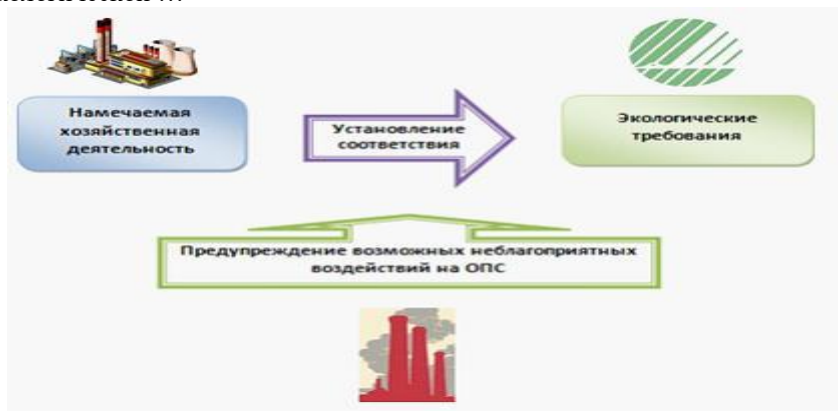 Намечаемая
хозяйственная
деятельность
Установление
соответствия
Экологические
требования
Предупреждение возможных неблагоприятных
воздействий на ОПС